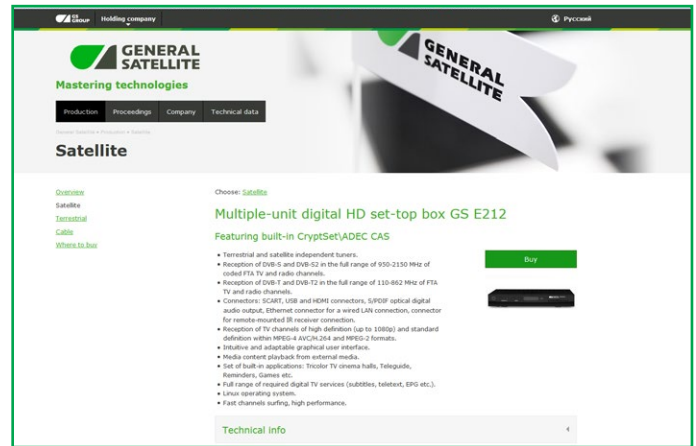 GS GROUP Holding company
Русский
GENERAL
SATELLITE
Mastering technologies
GENERAL
SATELLITE
Production Proceedings Company Technical data
General Satellite » Production » Satellite
Satellite
Overview
Satellite
Terrestrial
Cable
Where to buy
Choose: Satellite
Multiple-unit digital HD set-top box GS E212
Featuring built-in CryptSet\ADEC CAS
• Terrestrial and satellite independent tuners.
• Reception of DVB-S and DVB-S2 in the full range of 950-2150 MHz of
coded FTA TV and radio channels.
• Reception of DVB-T and DVB-T2 in the full range of 110-862 MHz of FTA
TV and radio channels.
• Connectors: SCART, USB and HDMI connectors, S/PDIF optical digital
audio output, Ethernet connector for a wired LAN connection, connector
for remote-mounted IR receiver connection.
• Reception of TV channels of high definition (up to 1080p) and standard
definition within MPEG-4 AVC/H.264 and MPEG-2 formats.
• Intuitive and adaptable graphical user interface.
• Media content playback from external media.
• Set of built-in applications: Tricolor TV cinema halls, Teleguide,
Reminders, Games etc.
• Full range of required digital TV services (subtitles, teletext, EPG etc.).
• Linux operating system.
• Fast channels surfing, high performance.
Buy
Technical info